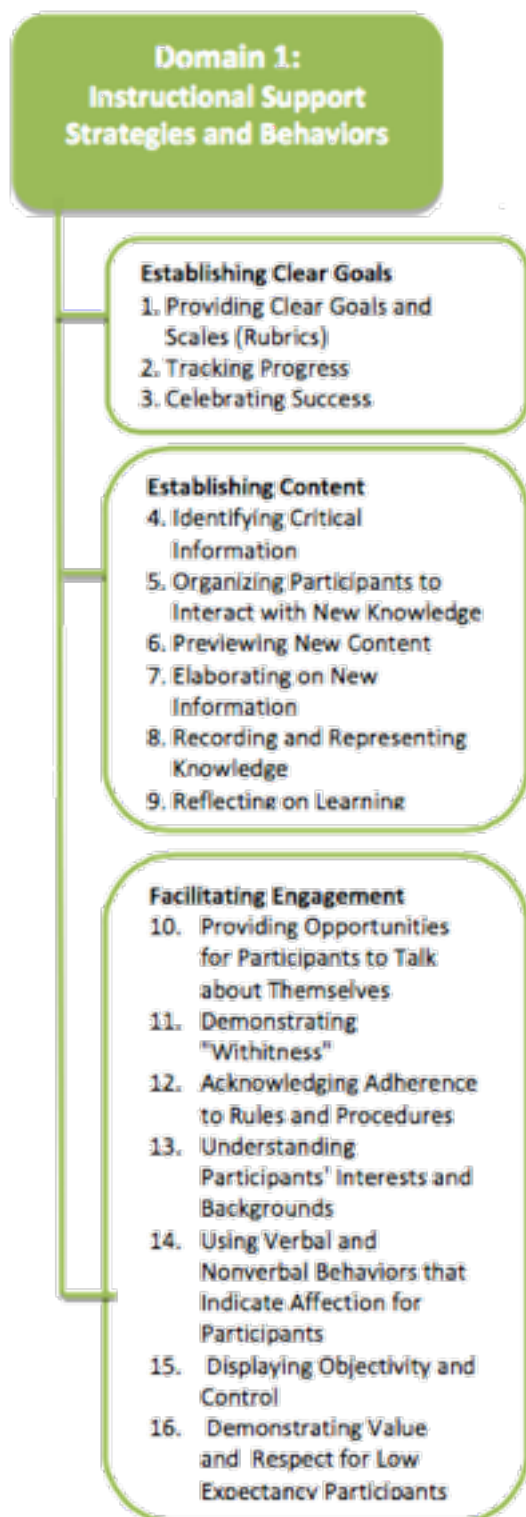 Domain 1:
Instructional Support
Strategies and Behaviors
Establishing Clear Goals
1. Providing Clear Goals and
Scales (Rubrics)
2. Tracking Progress
3. Celebrating Success
Establishing Content
4. Identifying Critical
Information
5. Organizing Participants to
Interact with New Knowledge
6. Previewing New Content
7. Elaborating on New
Information
8. Recording and Representing
Knowledge
9. Reflecting on Learning
Facilitating Engagement
10. Providing Opportunities
for Participants to Talk
about Themselves
11. Demonstrating
"Withitness"
12. Acknowledging Adherence
to Rules and Procedures
13. Understanding
Participants' Interests and
Backgrounds
14. Using Verbal and
Nonverbal Behaviors that
Indicate Affection for
Participants
15. Displaying Objectivity and
Control
16. Demonstrating Value
and Respect for Low
Expectancy Participants